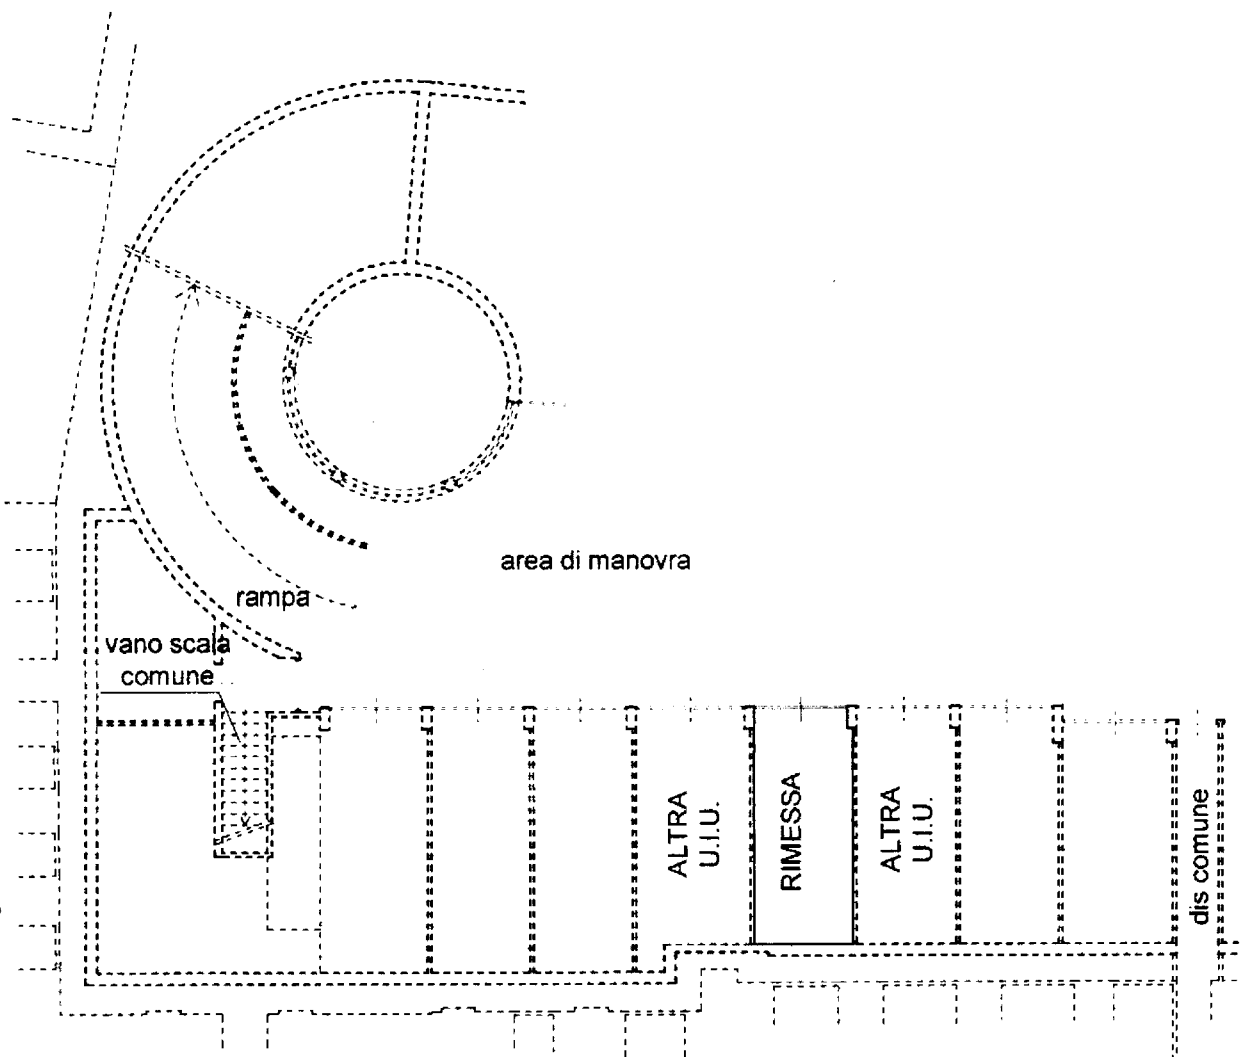 area di manovra
rampa
vano scala
comune
ALTRA
U.I.U.
RIMESSA
ALTRA
U.I.U.
dis comune